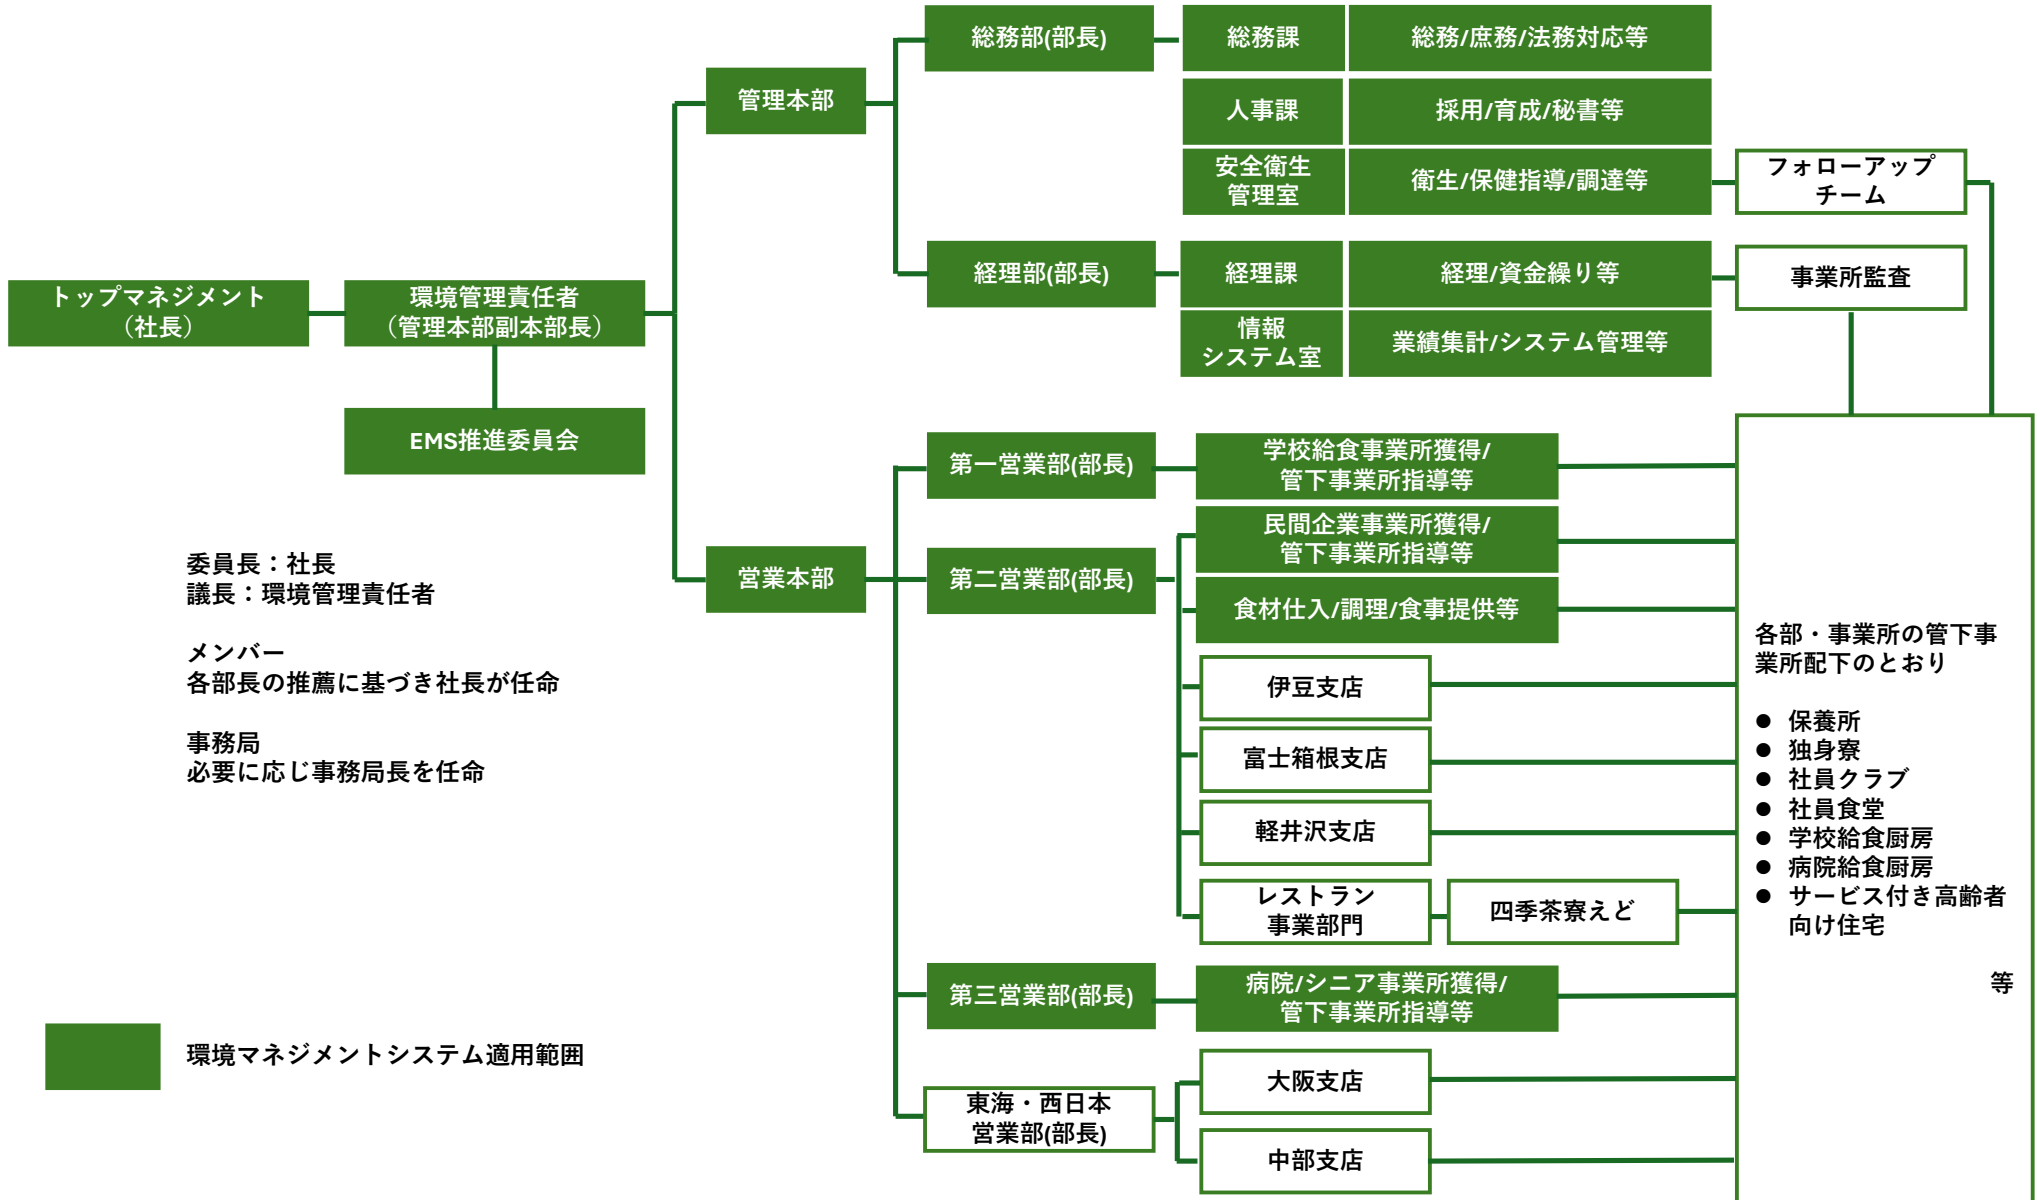 総務部(部長)
総務課
総務/庶務/法務対応等
管理本部
人事課
採用/育成/秘書等
安全衛生
管理室
衛生/保健指導/調達等
フォローアップ
チーム
経理部(部長)
経理課
経理/資金繰り等
事業所監査
トップマネジメント
（社長）
環境管理責任者
（管理本部副本部長）
情報
システム室
業績集計/システム管理等
EMS推進委員会
第一営業部(部長)
学校給食事業所獲得/
管下事業所指導等
営業本部
第二営業部(部長)
民間企業事業所獲得/
管下事業所指導等
食材仕入/調理/食事提供等
伊豆支店
富士箱根支店
軽井沢支店
レストラン
事業部門
四季茶寮えど
第三営業部(部長)
病院/シニア事業所獲得/
管下事業所指導等
東海・西日本
営業部(部長)
大阪支店
中部支店
各部・事業所の管下事
業所配下のとおり
● 保養所
● 独身寮
● 社員クラブ
● 社員食堂
● 学校給食厨房
● 病院給食厨房
● サービス付き高齢者
向け住宅
等
委員長：社長
議長：環境管理責任者
メンバー
各部長の推薦に基づき社長が任命
事務局
必要に応じ事務局長を任命
環境マネジメントシステム適用範囲